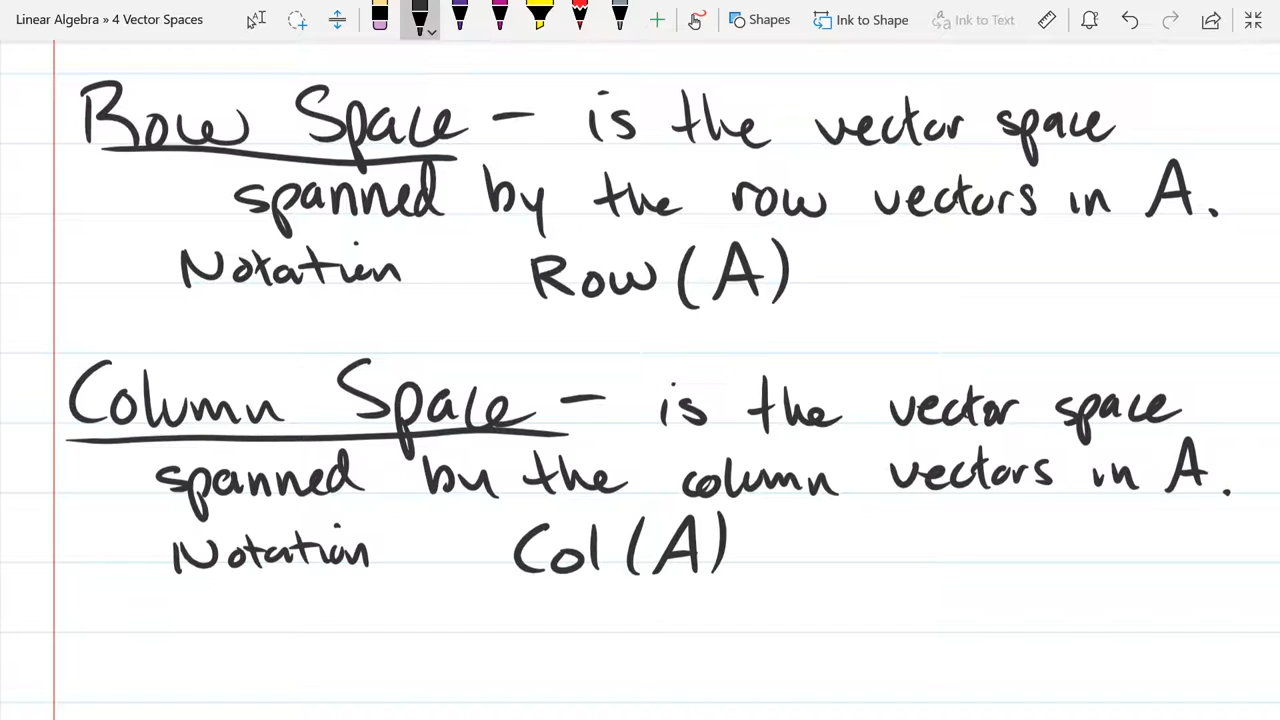 Linear Algebra » 4 Vector Spaces
Shapes
Ink to Shape
Ink to Text
Row Space - is the vector space
spanned by the row vectors in A.
Notation Row (A)
Column Space - is the vector space
spanned by the column vectors in A.
Notation Col (A)